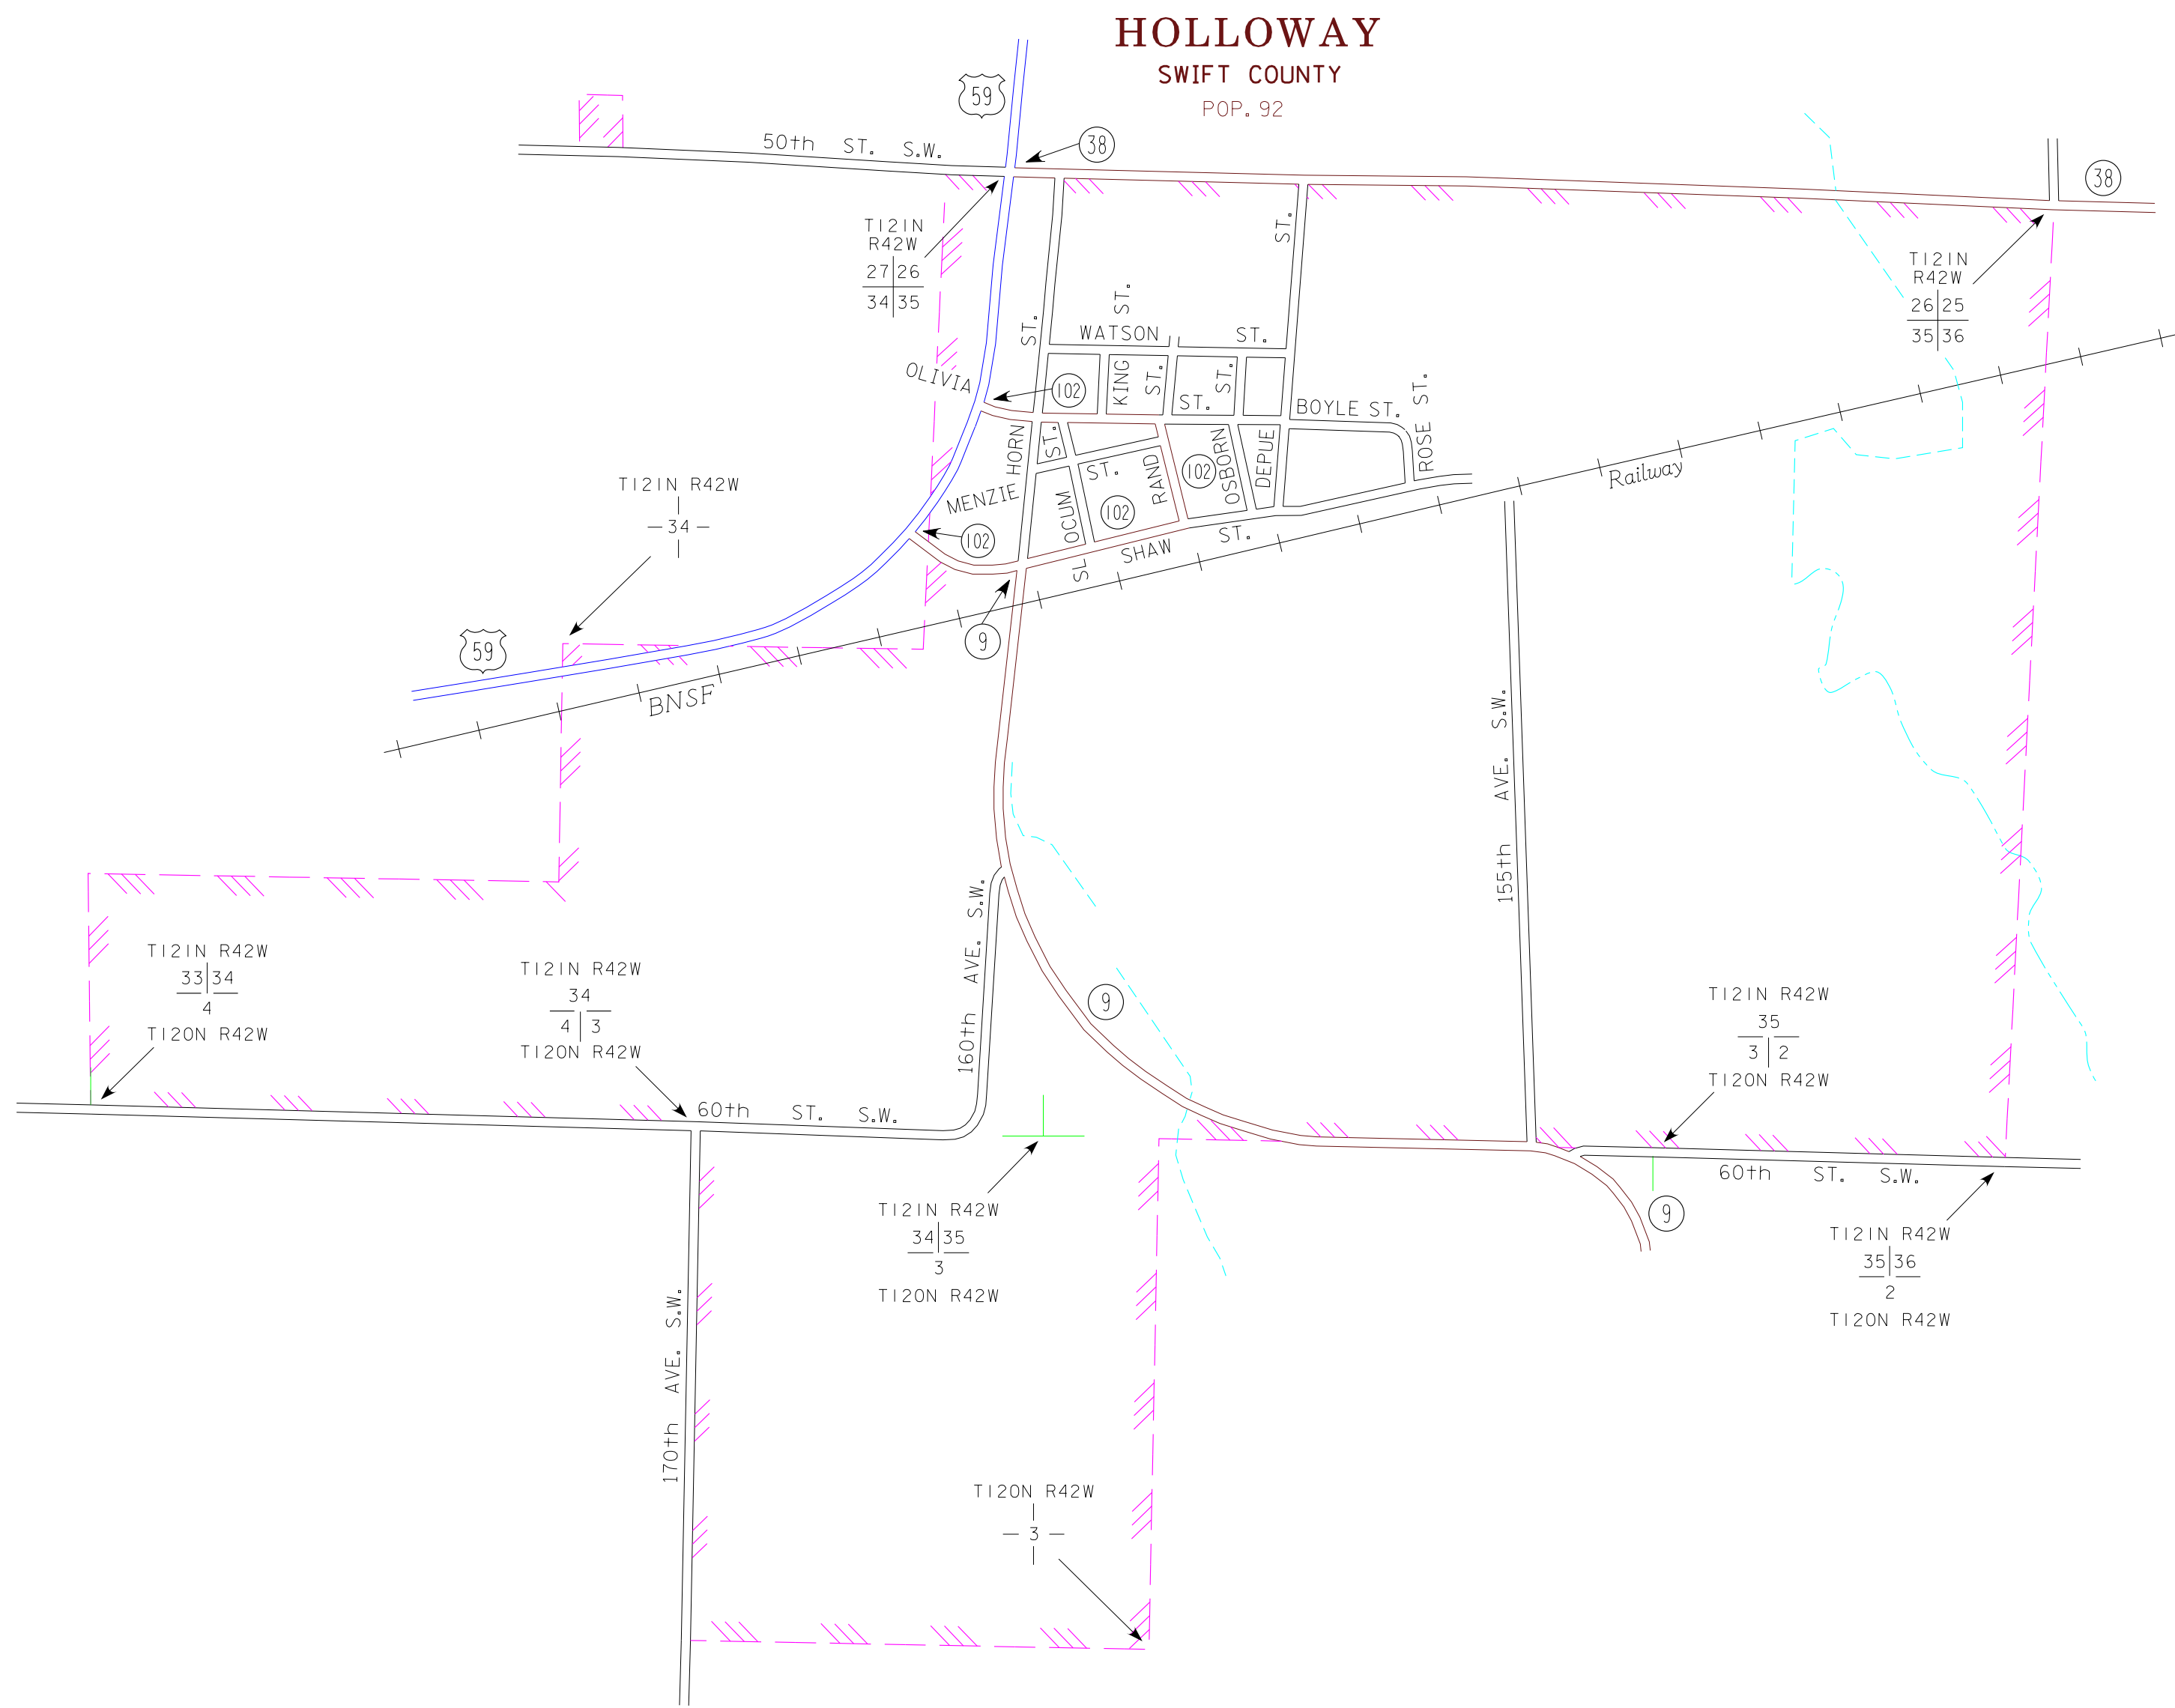 HOLLOWAY
SWIFT COUNTY
POP. 92
59
38
50th ST. S.W.
38
T121N
R42W
27 26
34 35
T121N
R42W
26 25
35 36
ST.
ST.
ST.
WATSON ST.
OLIVIA ST.
102
KING
ST.
ST.
BOYLE ST.
ROSE ST.
HORN
ST.
MENZIE ST.
OCUM
102
RAND
102
OSBORN
DEPUE
102
SL
SHAW ST.
9
BNSF Railway
T121N R42W
34
59
155th AVE. S.W.
160th AVE. S.W.
9
T121N R42W
33 34
4
T120N R42W
T121N R42W
34
4 3
T120N R42W
T121N R42W
35
3 2
T120N R42W
60th ST. S.W.
60th ST. S.W.
9
T121N R42W
34 35
3
T120N R42W
T121N R42W
35 36
2
T120N R42W
170th AVE. S.W.
T120N R42W
3